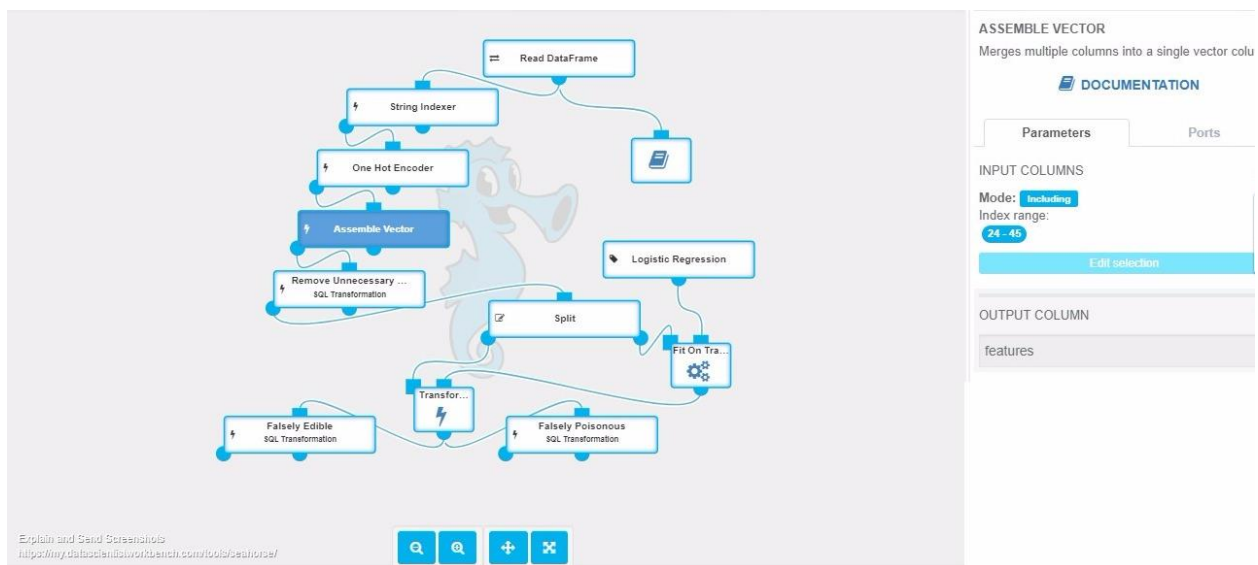 Read DataFrame
String Indexer
One Hot Encoder
Assemble Vector
Remove Unnecessary ...
SQL Transformation
Logistic Regression
Split
Fit On Tra...
Transfor...
Falsely Edible
SQL Transformation
Falsely Poisonous
SQL Transformation
Explain and Send Screenshots
https://my.datascientistworkbench.com/tools/seahorse/
ASSEMBLE VECTOR
Merges multiple columns into a single vector colu
DOCUMENTATION
Parameters Ports
INPUT COLUMNS
Mode: Including
Index range:
24 - 45
Edit selection
OUTPUT COLUMN
features